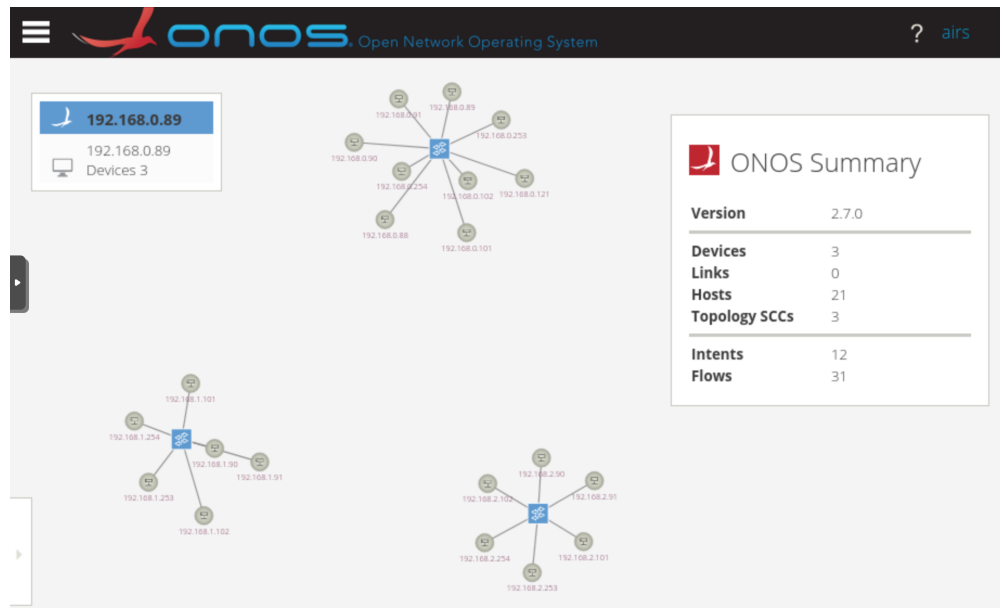 ONOS. Open Network Operating System
? airs
192.168.0.89
192.168.0.89
Devices 3
ONOS Summary
Version 2.7.0
Devices 3
Links 0
Hosts 21
Topology SCCs 3
Intents 12
Flows 31
192.168.0.89
192.168.0.91
192.168.0.253
192.168.0.90
192.168.0.254
192.168.0.102
192.168.0.121
192.168.0.88
192.168.0.101
192.168.1.101
192.168.1.254
192.168.1.90
192.168.1.91
192.168.1.253
192.168.1.102
192.168.2.90
192.168.2.102
192.168.2.91
192.168.2.254
192.168.2.101
192.168.2.253